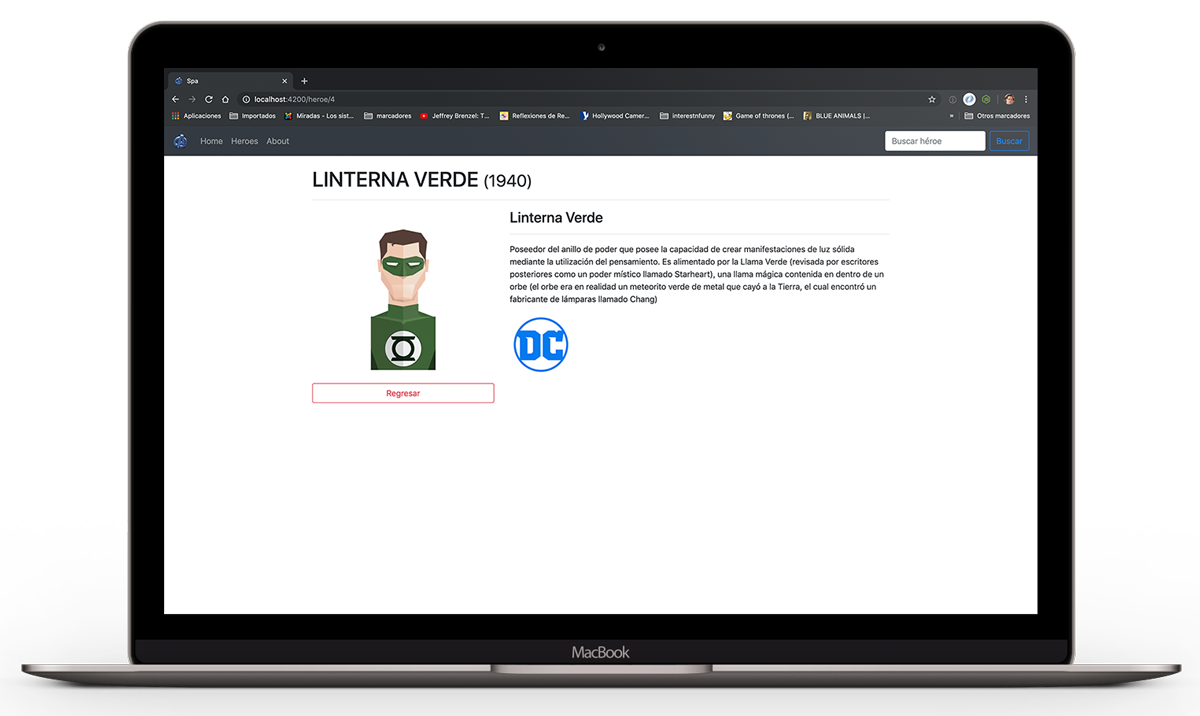 Spa
localhost:4200/heroe/4
Aplicaciones Importados Miradas - Los sist... marcadores Jeffrey Brenzel: T... Reflexiones de Re... Hollywood Camer... interestnfunny Game of thrones (... BLUE ANIMALS |... » Otros marcadores
Home Heroes About Buscar héroe Buscar
LINTERNA VERDE (1940)
Linterna Verde
Poseedor del anillo de poder que posee la capacidad de crear manifestaciones de luz sólida
mediante la utilización del pensamiento. Es alimentado por la Llama Verde (revisada por escritores
posteriores como un poder místico llamado Starheart), una llama mágica contenida en dentro de un
orbe (el orbe era en realidad un meteorito verde de metal que cayó a la Tierra, el cual encontró un
fabricante de lámparas llamado Chang)
DC
Regresar
MacBook